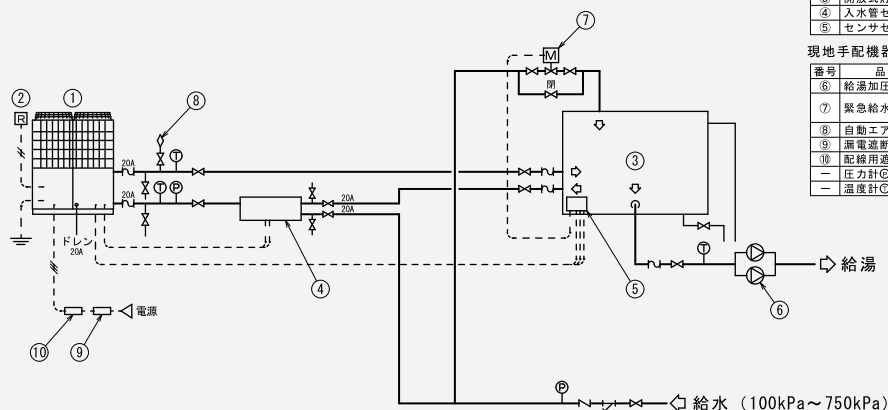 ④ 入水管セ
⑤ センサセ
現地手配機器
番号 品
⑥ 給湯加圧
⑦ 緊急給水
⑧ 自動エア
⑨ 漏電遮断
⑩ 配線用遮
― 圧力計Ⓟ
― 温度計Ⓣ
⑦
M
閉
② ①
R
⑧
T
20A
T P
20A
20A
20A
ドレン
20A
④
③
⑤
T
給湯
⑥
電源
⑩ ⑨
P
給水 (100kPa~750kPa)